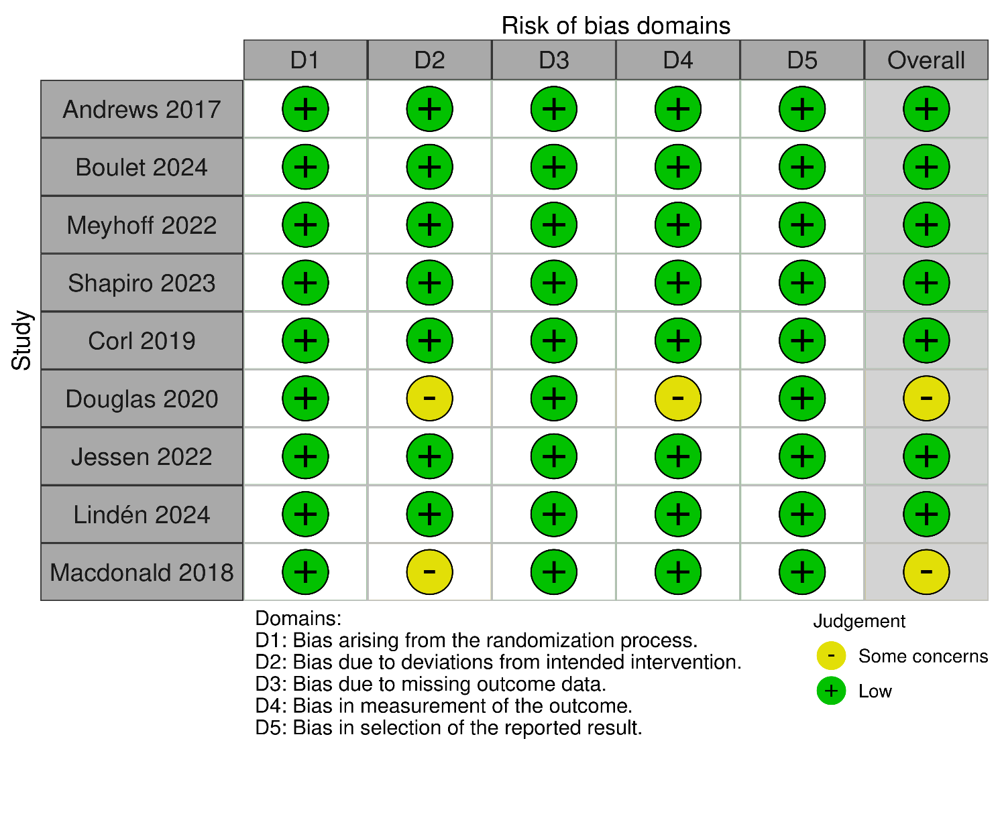 Risk of bias domains
D1 D2 D3 D4 D5 Overall
Study
Andrews 2017 + + + + + +
Boulet 2024 + + + + + +
Meyhoff 2022 + + + + + +
Shapiro 2023 + + + + + +
Corl 2019 + + + + + +
Douglas 2020 + - + - + -
Jessen 2022 + + + + + +
Lindén 2024 + + + + + +
Macdonald 2018 + - + + + -
Domains:
D1: Bias arising from the randomization process.
D2: Bias due to deviations from intended intervention.
D3: Bias due to missing outcome data.
D4: Bias in measurement of the outcome.
D5: Bias in selection of the reported result.
Judgement
- Some concerns
+ Low